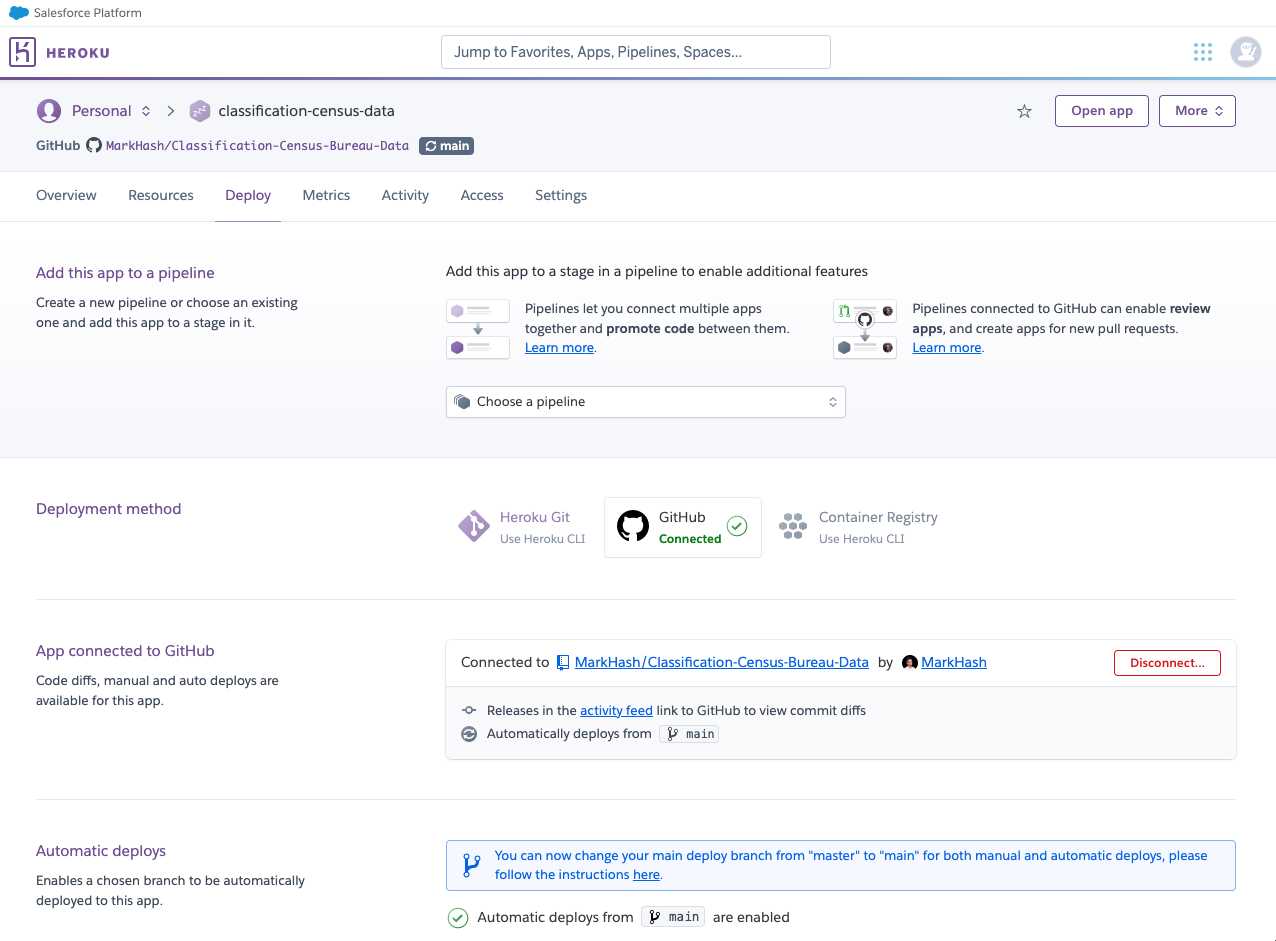 Salesforce Platform
HEROKU
Jump to Favorites, Apps, Pipelines, Spaces...
Personal
classification-census-data
Open app
More
GitHub MarkHash/Classification-Census-Bureau-Data main
Overview
Resources
Deploy
Metrics
Activity
Access
Settings
Add this app to a pipeline
Create a new pipeline or choose an existing
one and add this app to a stage in it.
Add this app to a stage in a pipeline to enable additional features
Pipelines let you connect multiple apps
together and promote code between them.
Learn more.
Pipelines connected to GitHub can enable review
apps, and create apps for new pull requests.
Learn more.
Choose a pipeline
Deployment method
Heroku Git
Use Heroku CLI
GitHub
Connected
Container Registry
Use Heroku CLI
App connected to GitHub
Code diffs, manual and auto deploys are
available for this app.
Connected to MarkHash/Classification-Census-Bureau-Data by MarkHash
Disconnect...
Releases in the activity feed link to GitHub to view commit diffs
Automatically deploys from main
Automatic deploys
Enables a chosen branch to be automatically
deployed to this app.
You can now change your main deploy branch from "master" to "main" for both manual and automatic deploys, please
follow the instructions here.
Automatic deploys from main are enabled